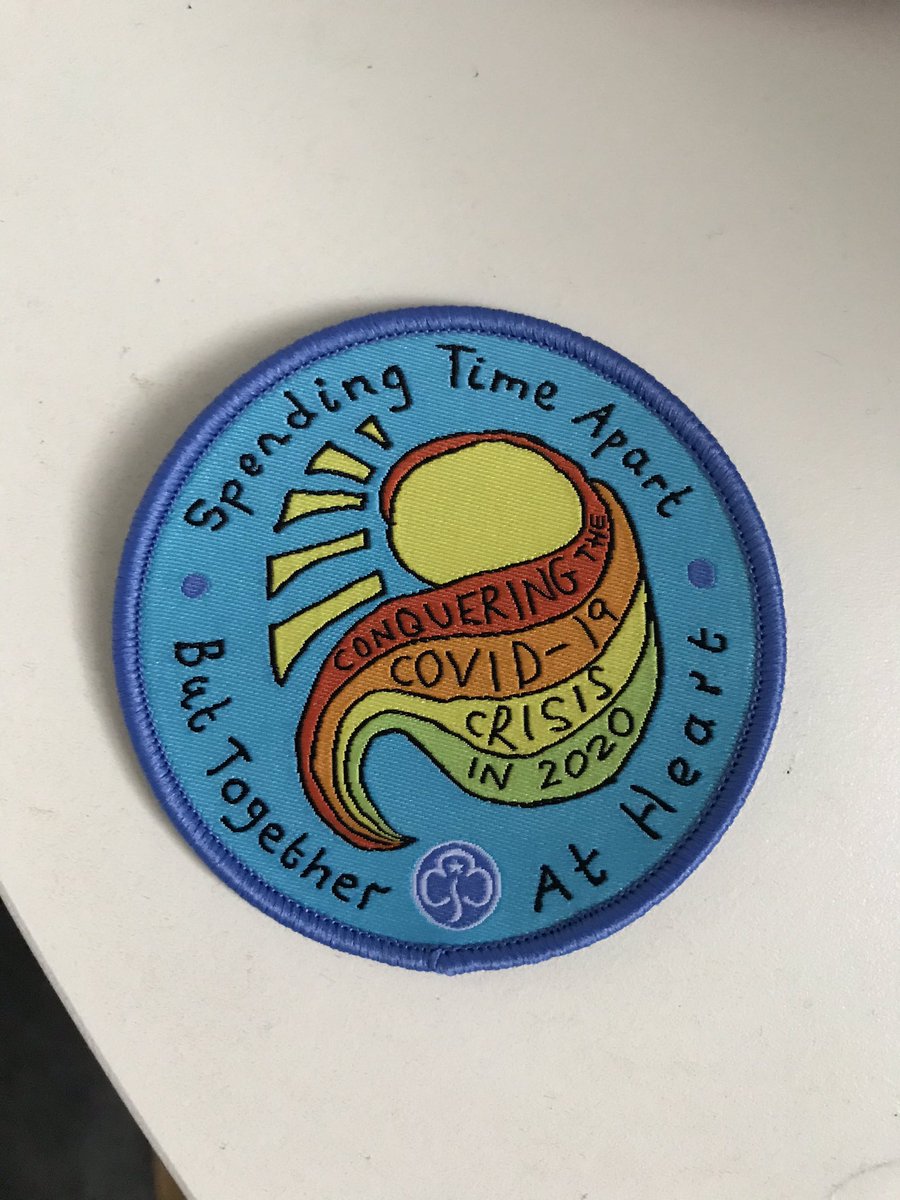 Spending Time Apart
But Together At Heart
CONQUERING THE
COVID-19
CRISIS
IN 2020